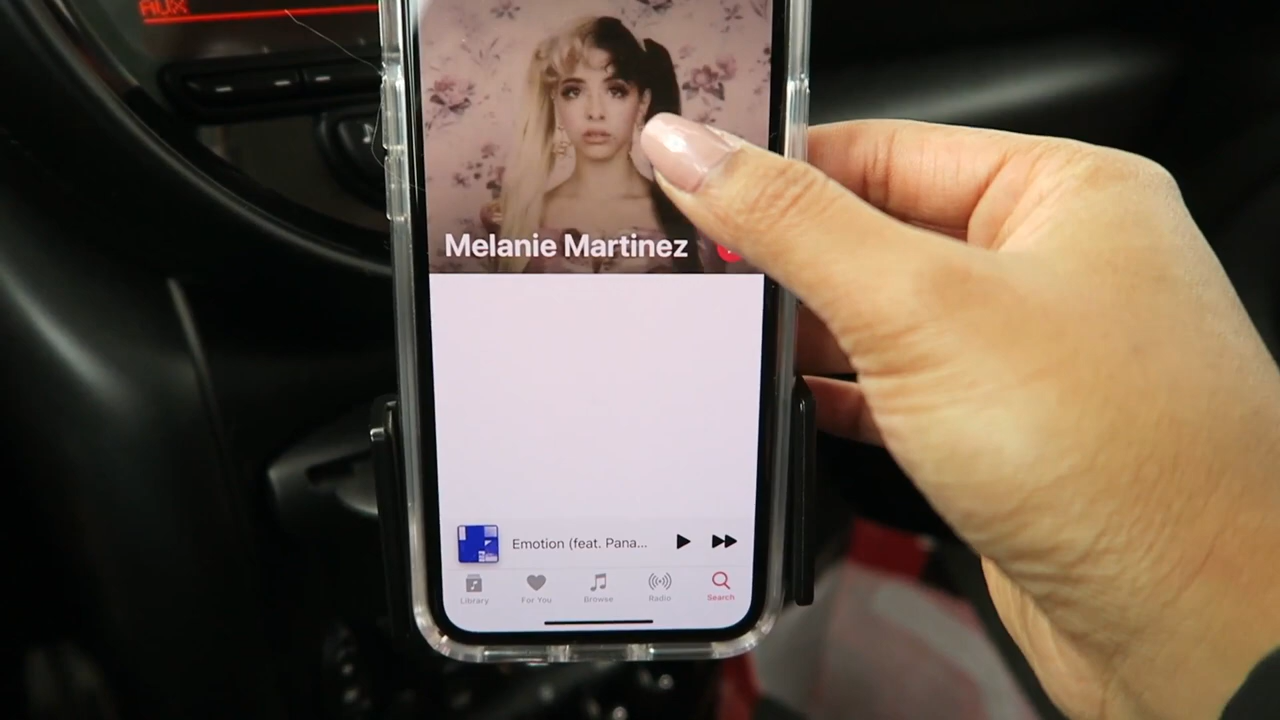 AUX
Melanie Martinez
Emotion (feat. Pana...
Library
For You
Browse
Radio
Search